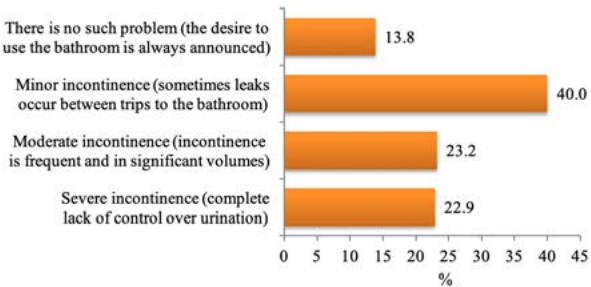 There is no such problem (the desire to
use the bathroom is always announced)
13.8
Minor incontinence (sometimes leaks
occur between trips to the bathroom)
40.0
Moderate incontinence (incontinence
is frequent and in significant volumes)
23.2
Severe incontinence (complete
lack of control over urination)
22.9
0 5 10 15 20 25 30 35 40 45
%